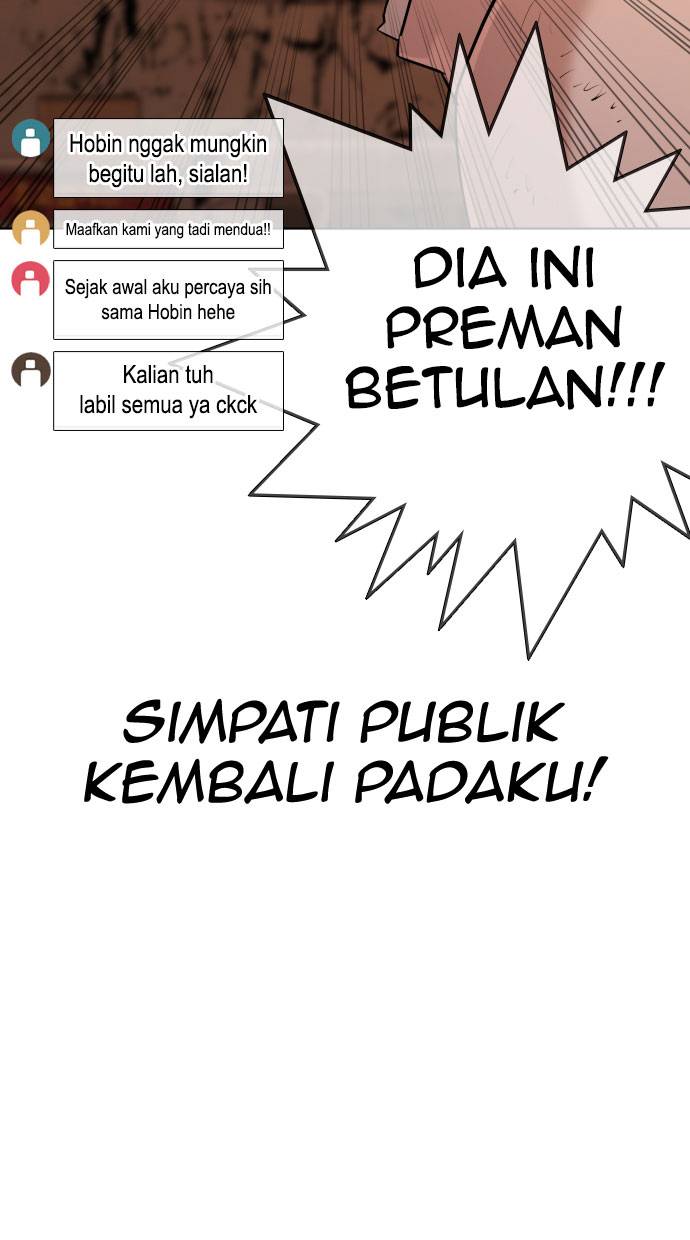 Hobin nggak mungkin
begitu lah, sialan!
Maafkan kami yang tadi mendua!!
Sejak awal aku percaya sih
sama Hobin hehe
Kalian tuh
labil semua ya ckck
DIA INI
PREMAN
BETULAN!!!
SIMPATI PUBLIK
KEMBALI PADAKU!